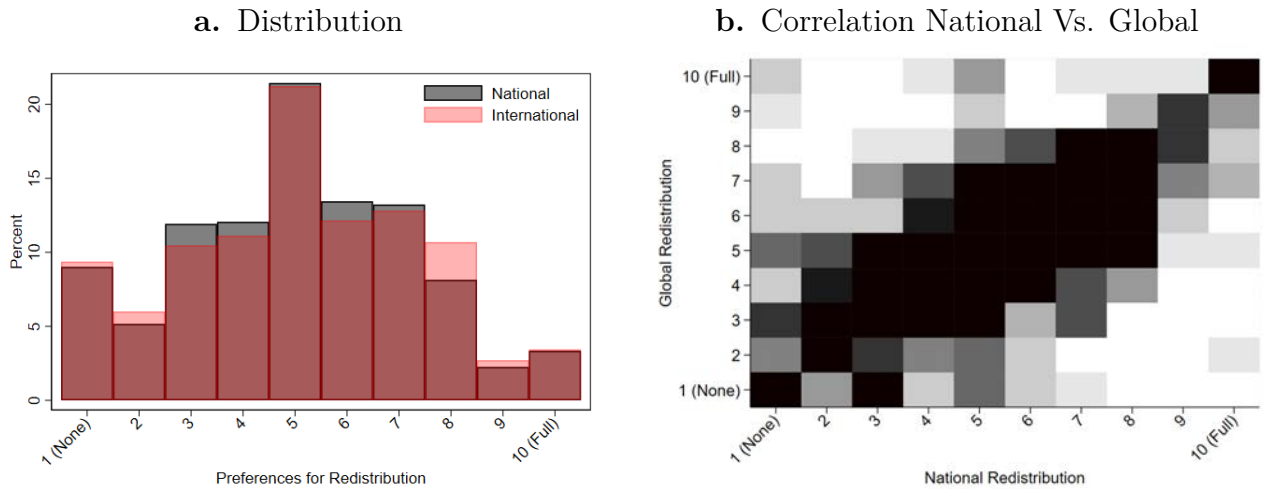 a. Distribution
National
International
20
15
10
5
0
Percent
1 (None)
2
3
4
5
6
7
8
9
10 (Full)
Preferences for Redistribution
b. Correlation National Vs. Global
10 (Full)
9
8
7
6
5
4
3
2
1 (None)
Global Redistribution
1 (None)
2
3
4
5
6
7
8
9
10 (Full)
National Redistribution